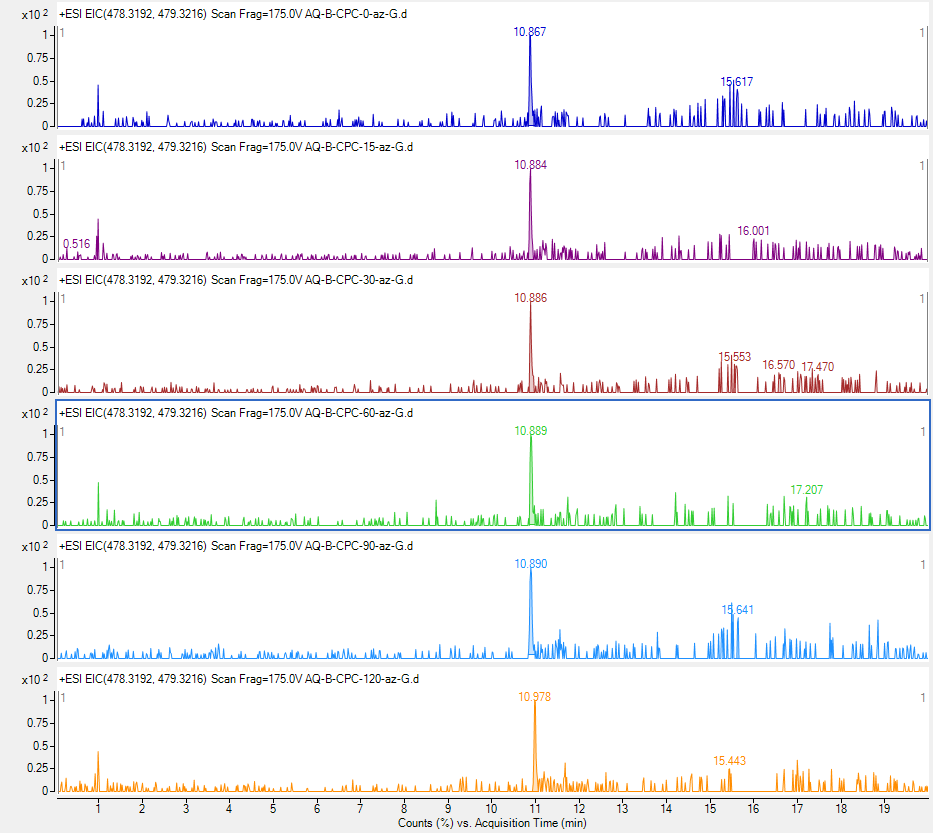 x10 2 +ESI EIC(478.3192, 479.3216) Scan Frag=175.0V AQ-B-CPC-0-az-G.d
1 10.867 1
1
0.75
15.617
0.5
0.25
0
x10 2 +ESI EIC(478.3192, 479.3216) Scan Frag=175.0V AQ-B-CPC-15-az-G.d
1 10.884 1
1
0.75
0.5
0.516 16.001
0.25
0
x10 2 +ESI EIC(478.3192, 479.3216) Scan Frag=175.0V AQ-B-CPC-30-az-G.d
1 10.886 1
1
0.75
0.5
15.553 16.570 17.470
0.25
0
x10 2 +ESI EIC(478.3192, 479.3216) Scan Frag=175.0V AQ-B-CPC-60-az-G.d
1 10.889 1
1
0.75
0.5
17.207
0.25
0
x10 2 +ESI EIC(478.3192, 479.3216) Scan Frag=175.0V AQ-B-CPC-90-az-G.d
1 10.890 1
1
0.75
15.641
0.5
0.25
0
x10 2 +ESI EIC(478.3192, 479.3216) Scan Frag=175.0V AQ-B-CPC-120-az-G.d
1 10.978 1
1
0.75
0.5
15.443
0.25
0
1 2 3 4 5 6 7 8 9 10 11 12 13 14 15 16 17 18 19
Counts (%) vs. Acquisition Time (min)